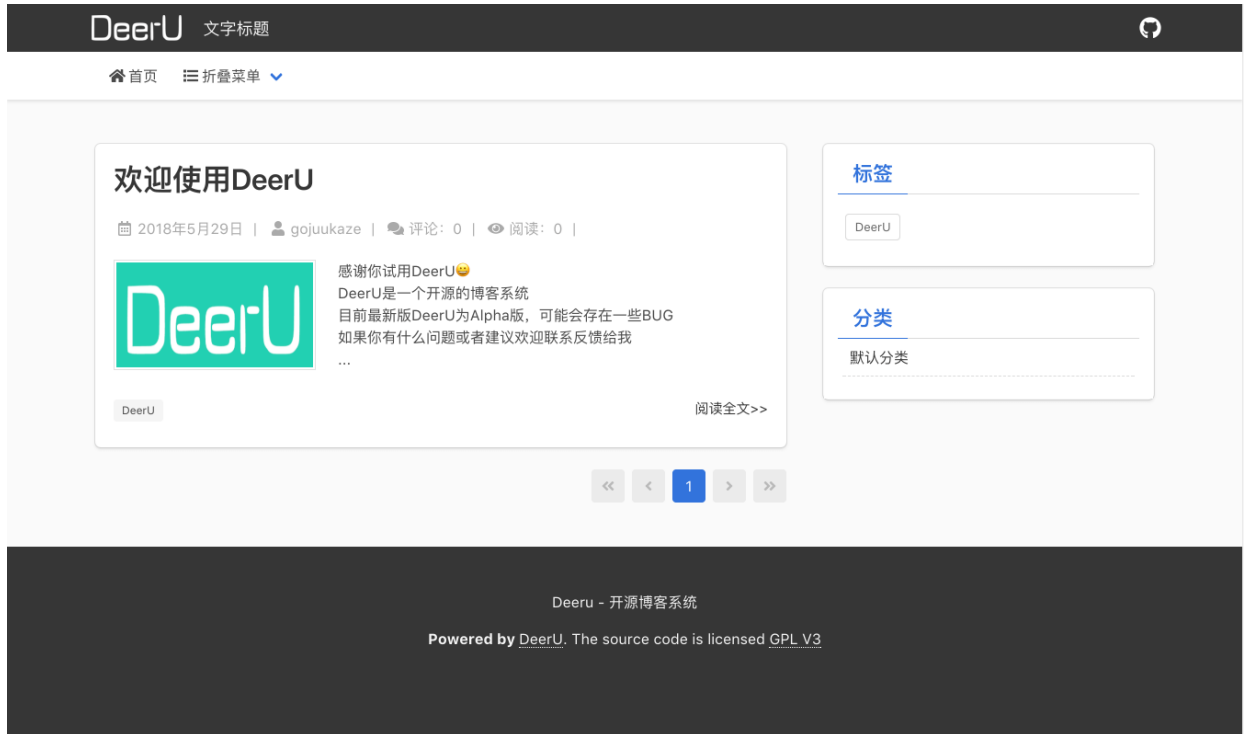 DeerU 文字标题
首页 折叠菜单
欢迎使用DeerU
2018年5月29日 | gojuukaze | 评论：0 | 阅读：0 |
DeerU
感谢你试用DeerU😀
DeerU是一个开源的博客系统
目前最新版DeerU为Alpha版，可能会存在一些BUG
如果你有什么问题或者建议欢迎联系反馈给我
...
DeerU 阅读全文>>
« ‹ 1 › »
标签
DeerU
分类
默认分类
Deeru - 开源博客系统
Powered by DeerU. The source code is licensed GPL V3